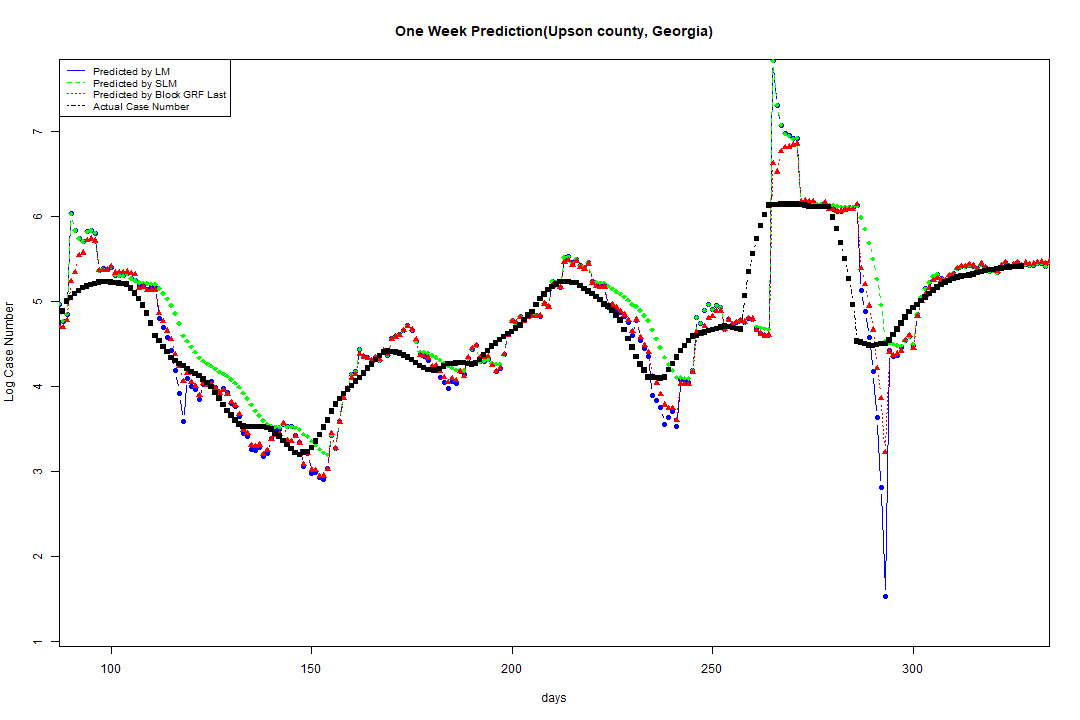 One Week Prediction(Upson county, Georgia)
Predicted by LM
Predicted by SLM
Predicted by Block GRF Last
Actual Case Number
Log Case Number
7
6
5
4
3
2
1
100 150 200 250 300
days